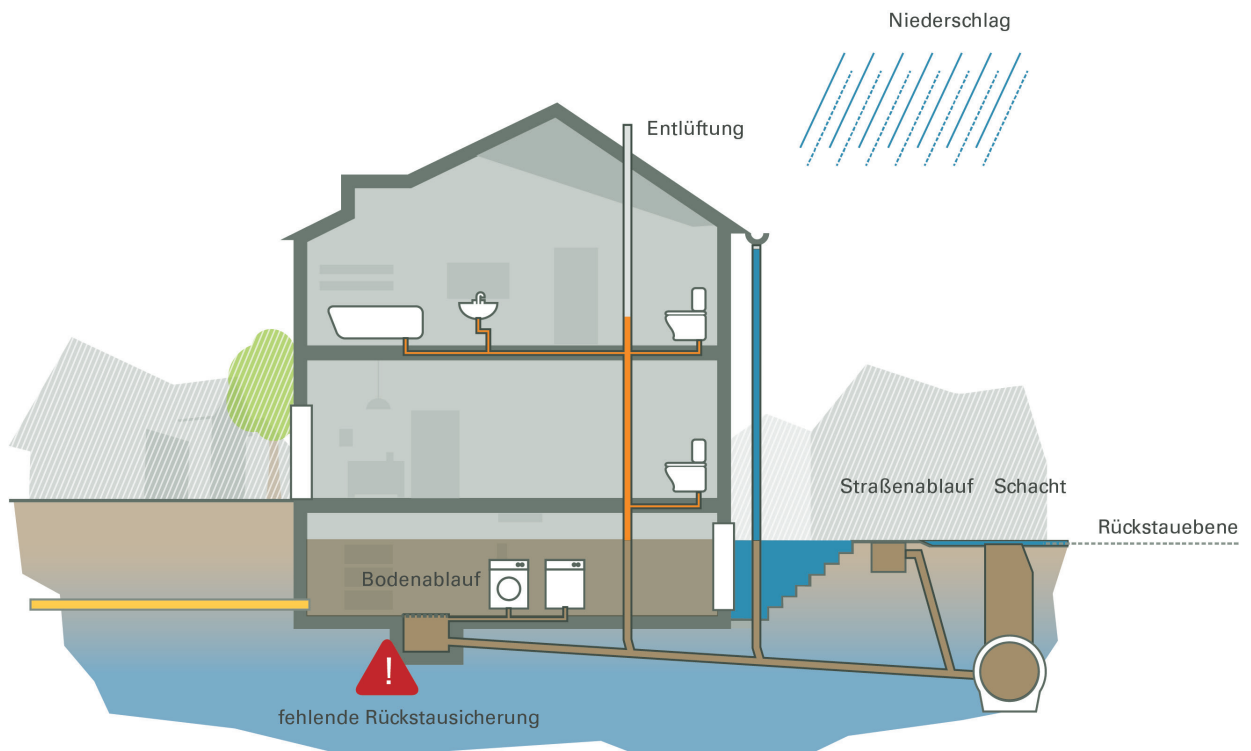 Niederschlag
Entlüftung
Straßenablauf
Schacht
Rückstauebene
Bodenablauf
!
fehlende Rückstausicherung